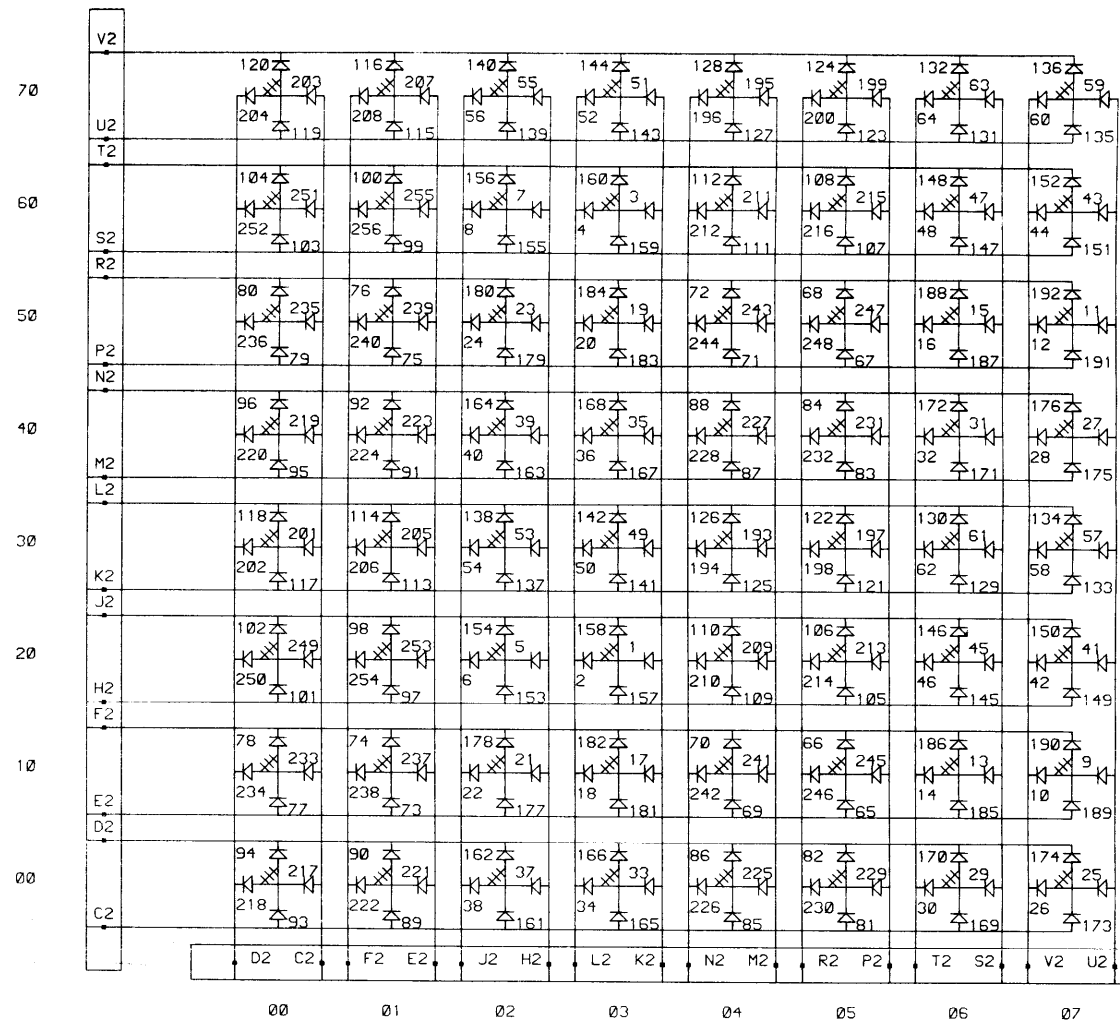 V2
120 116 140 144 128 124 132 136
70 203 207 55 51 195 199 63 59
204 208 56 52 196 200 64 60
U2 119 115 139 143 127 123 131 135
T2
104 100 156 160 112 108 148 152
60 251 255 7 3 211 215 47 43
252 256 8 4 212 216 48 44
S2 103 99 155 159 111 107 147 151
R2
80 76 180 184 72 68 188 192
50 235 239 23 19 243 247 15 11
236 240 24 20 244 248 16 12
P2 79 75 179 183 71 67 187 191
N2
96 92 164 168 88 84 172 176
40 219 223 39 35 227 231 31 27
220 224 40 36 228 232 32 28
M2 95 91 163 167 87 83 171 175
L2
118 114 138 142 126 122 130 134
30 201 205 53 49 193 197 61 57
202 206 54 50 194 198 62 58
K2 117 113 137 141 125 121 129 133
J2
102 98 154 158 110 106 146 150
20 249 253 5 1 209 213 45 41
250 254 6 2 210 214 46 42
H2 101 97 153 157 109 105 145 149
F2
78 74 178 182 70 66 186 190
10 233 237 21 17 241 245 13 9
234 238 22 18 242 246 14 10
E2 77 73 177 181 69 65 185 189
D2
94 90 162 166 86 82 170 174
00 217 221 37 33 225 229 29 25
218 222 38 34 226 230 30 26
C2 93 89 161 165 85 81 169 173
D2 C2 F2 E2 J2 H2 L2 K2 N2 M2 R2 P2 T2 S2 V2 U2
00 01 02 03 04 05 06 07